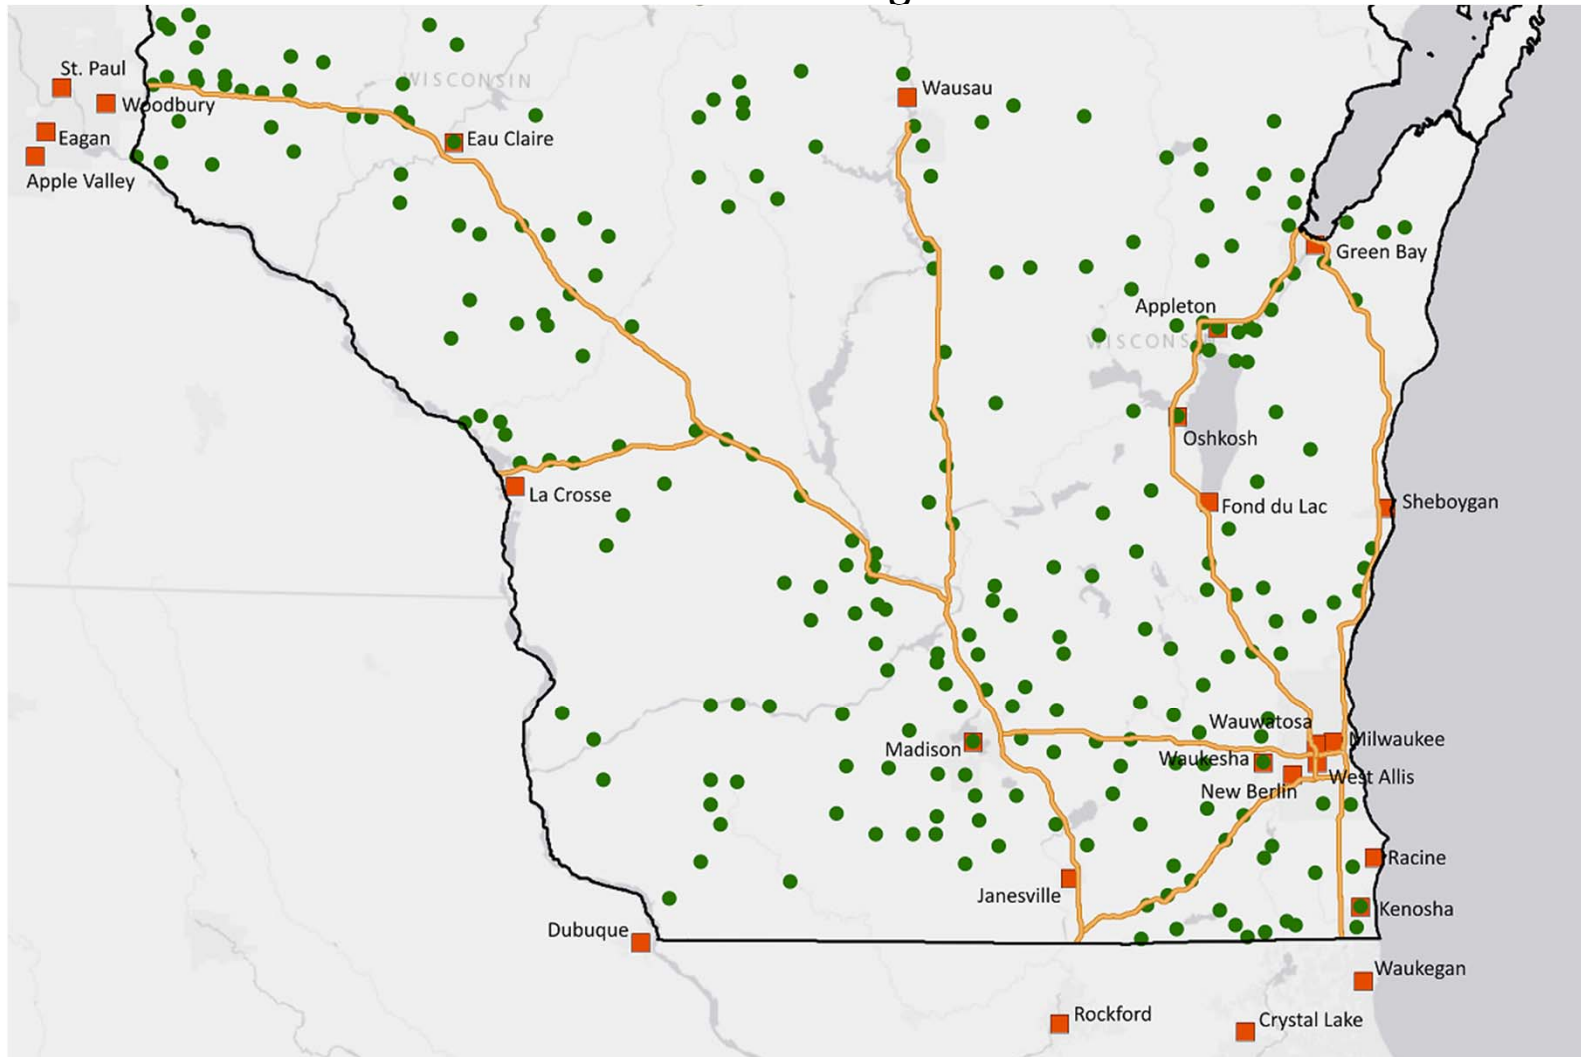 St. Paul
WISCONSIN
Wausau
Woodbury
Eagan
Eau Claire
Apple Valley
Green Bay
Appleton
WISCONSIN
Oshkosh
La Crosse
Fond du Lac
Sheboygan
Wauwatosa
Milwaukee
Madison
Waukesha
West Allis
New Berlin
Racine
Janesville
Kenosha
Dubuque
Waukegan
Rockford
Crystal Lake